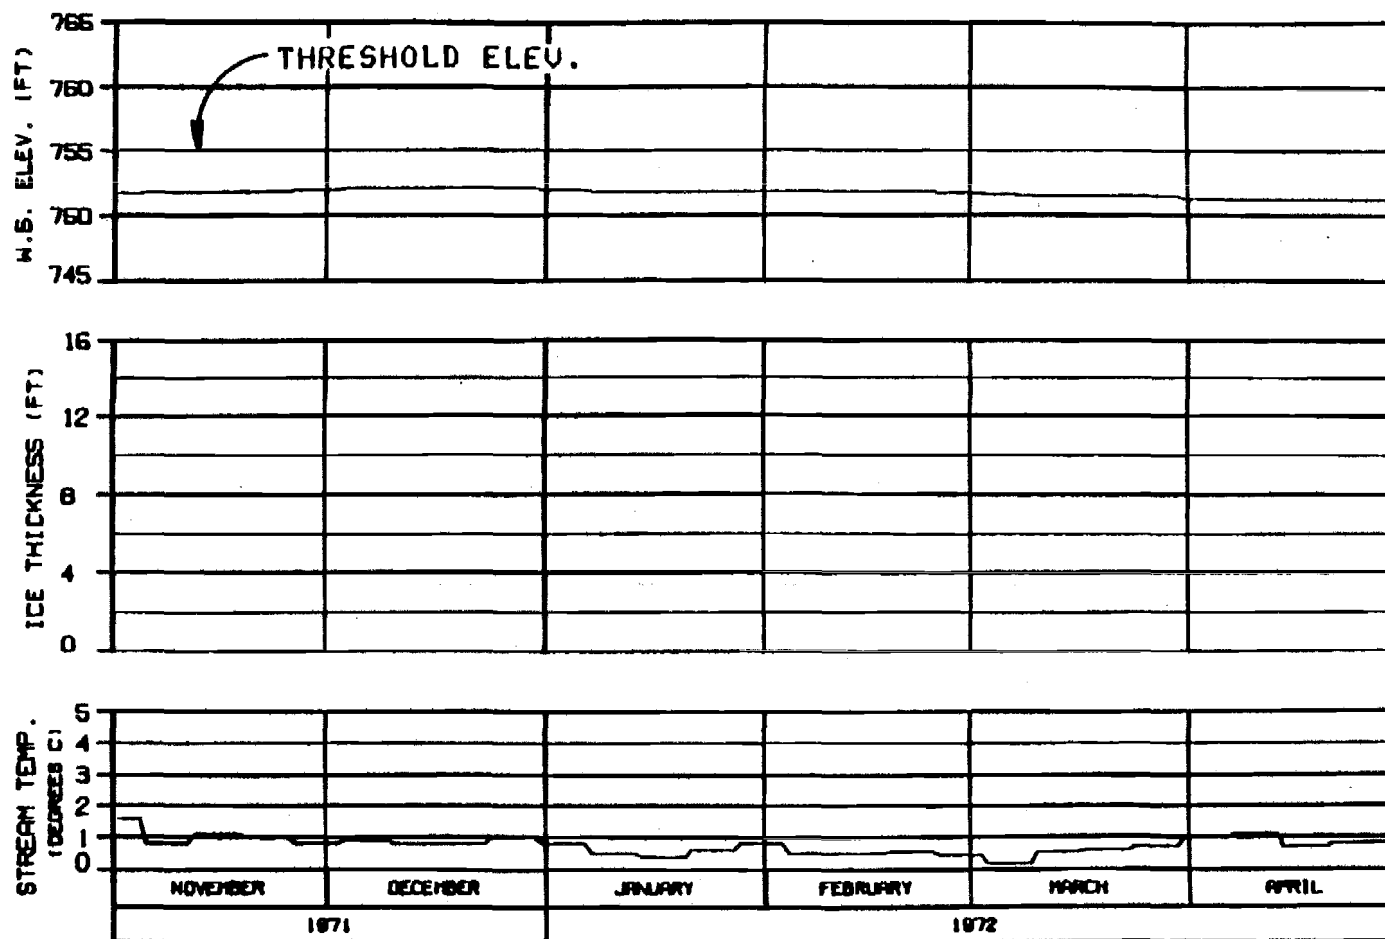 W.S. ELEV. (FT)
765
760
755
750
745
THRESHOLD ELEV.
ICE THICKNESS (FT)
16
12
8
4
0
STREAM TEMP.
(DEGREES C)
5
4
3
2
1
0
NOVEMBER DECEMBER JANUARY FEBRUARY MARCH APRIL
1971 1972